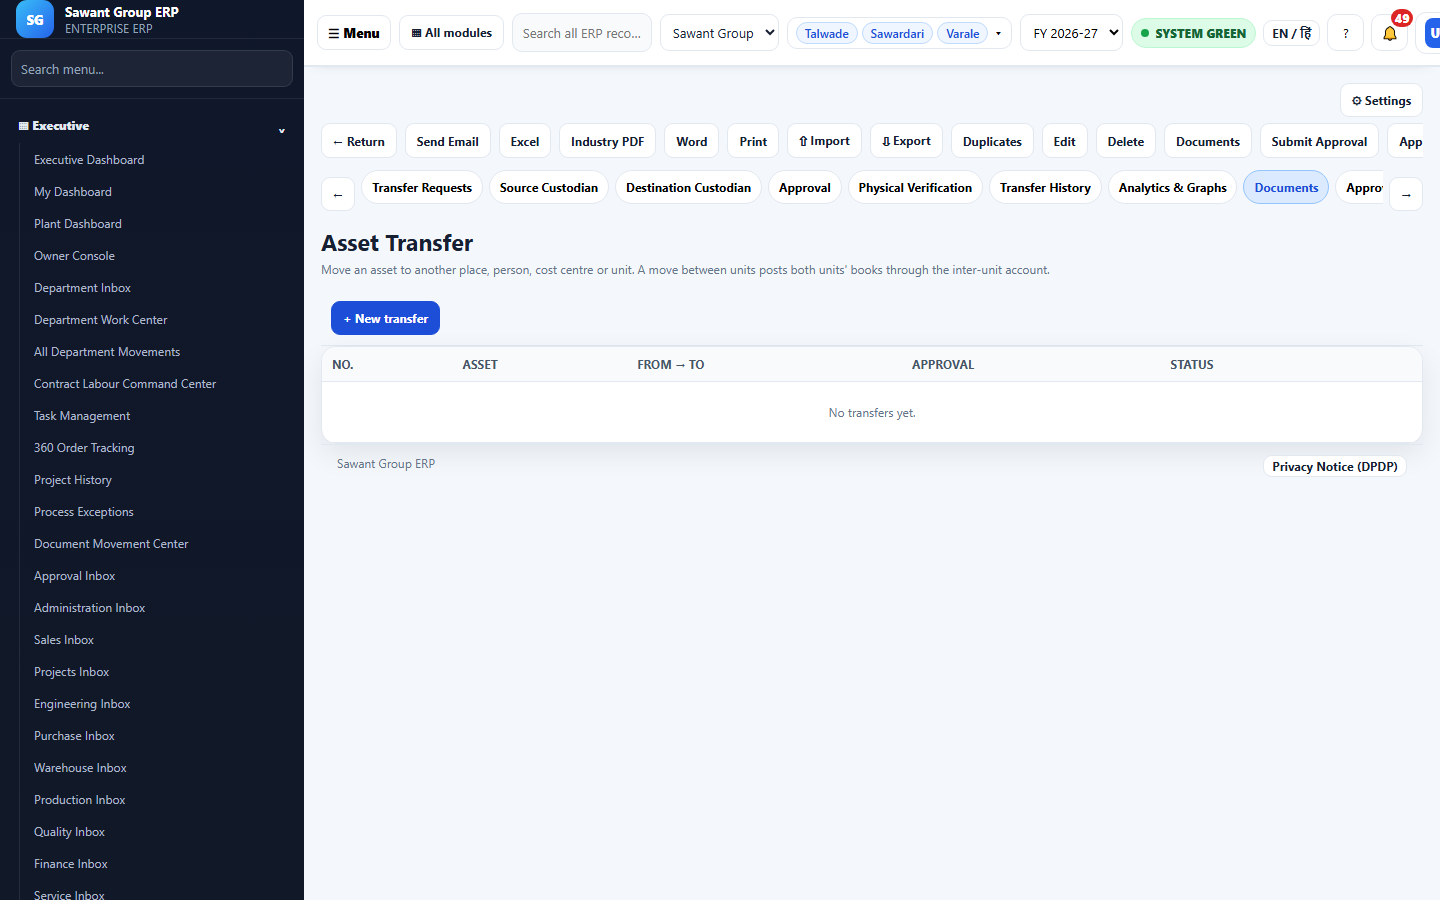 SG
Sawant Group ERP
ENTERPRISE ERP
Search menu...
Executive
Executive Dashboard
My Dashboard
Plant Dashboard
Owner Console
Department Inbox
Department Work Center
All Department Movements
Contract Labour Command Center
Task Management
360 Order Tracking
Project History
Process Exceptions
Document Movement Center
Approval Inbox
Administration Inbox
Sales Inbox
Projects Inbox
Engineering Inbox
Purchase Inbox
Warehouse Inbox
Production Inbox
Quality Inbox
Finance Inbox
Service Inbox
☰ Menu
All modules
Search all ERP reco...
Sawant Group
Talwade Sawardari Varale
FY 2026-27
SYSTEM GREEN
EN / हिं
?
49
U
⚙ Settings
← Return Send Email Excel Industry PDF Word Print ⇧Import ⇩Export Duplicates Edit Delete Documents Submit Approval App
← Transfer Requests Source Custodian Destination Custodian Approval Physical Verification Transfer History Analytics & Graphs Documents Appro →
Asset Transfer
Move an asset to another place, person, cost centre or unit. A move between units posts both units' books through the inter-unit account.
+ New transfer
NO. ASSET FROM → TO APPROVAL STATUS
No transfers yet.
Sawant Group ERP
Privacy Notice (DPDP)